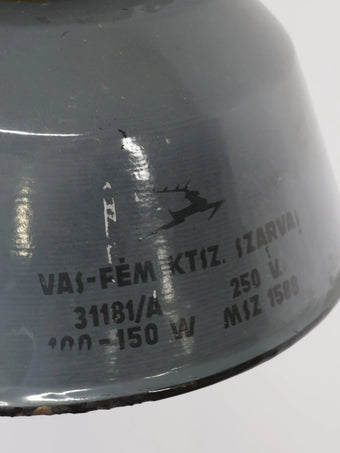 VAS-FÉM KTSZ. SZARVAS
31181/A 250 V.
100-150 W MSZ 1588